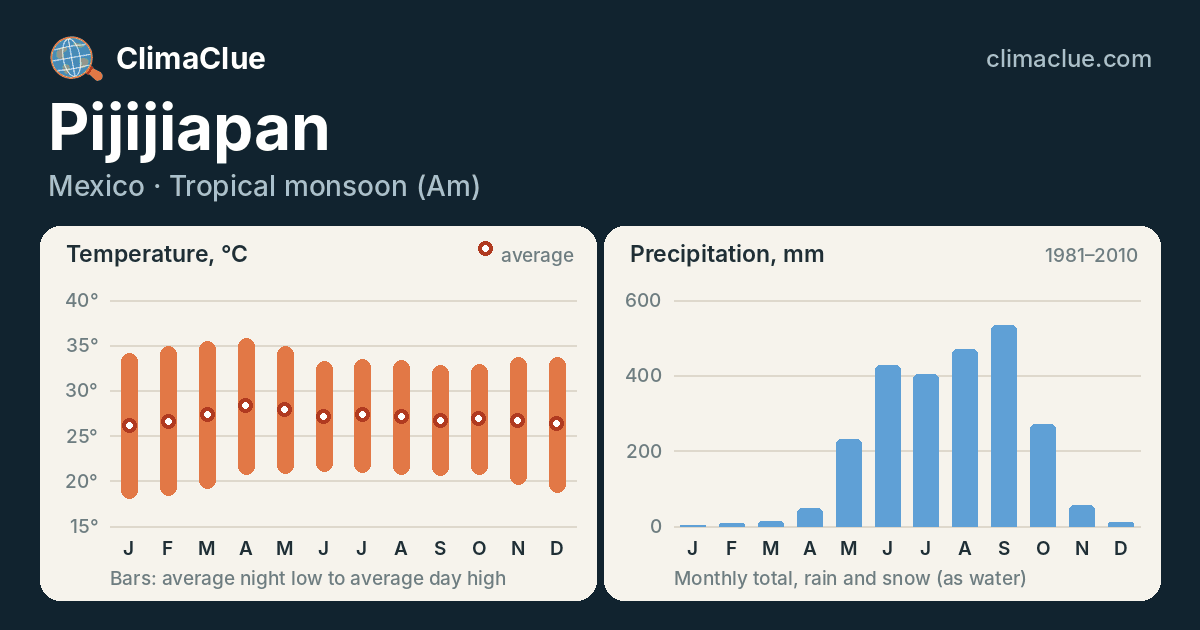 ClimaClue
climaclue.com
Pijijiapan
Mexico · Tropical monsoon (Am)
Temperature, °C
average
40°
35°
30°
25°
20°
15°
J F M A M J J A S O N D
Bars: average night low to average day high
Precipitation, mm
1981–2010
600
400
200
0
J F M A M J J A S O N D
Monthly total, rain and snow (as water)